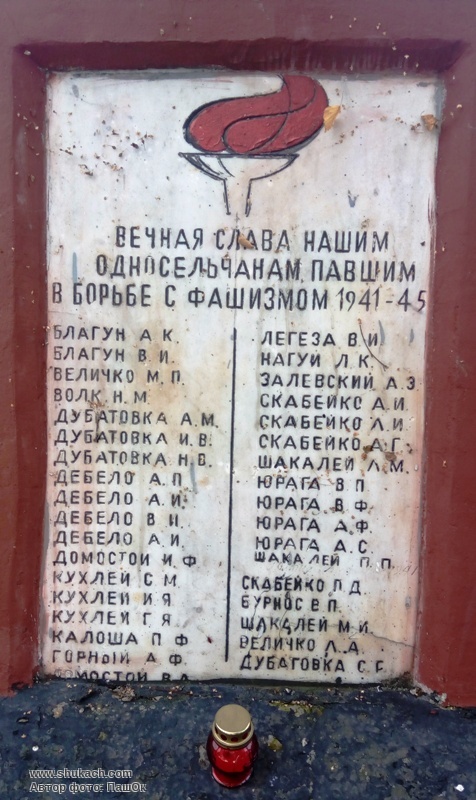 ВЕЧНАЯ СЛАВА НАШИМ
ОДНОСЕЛЬЧАНАМ, ПАВШИМ
В БОРЬБЕ С ФАШИЗМОМ 1941-45
БЛАГУН А.К.
БЛАГУН В.И.
ВЕЛИЧКО М.П.
ВОЛК Н.М.
ДУБАТОВКА А.М.
ДУБАТОВКА И.В.
ДУБАТОВКА Н.В.
ДЕБЕЛО А.П.
ДЕБЕЛО А.И.
ДЕБЕЛО В.И.
ДЕБЕЛО А.И.
ДОМОСТОЙ И.Ф.
КУХЛЕЙ С.М.
КУХЛЕЙ И.Я.
КУХЛЕЙ Г.Я.
КАЛОША П.Ф.
ГОРНЫЙ А.Ф.
ДОМОСТОЙ В.А.
ЛЕГЕЗА В.И.
НАГУЙ Л.К.
ЗАЛЕВСКИЙ А.Э.
СКАБЕЙКО А.И.
СКАБЕЙКО Л.И.
СКАБЕЙКО А.Г.
ШАКАЛЕЙ Л.М.
ЮРАГА В.П.
ЮРАГА В.Ф.
ЮРАГА А.Ф.
ЮРАГА А.С.
ШАКАЛЕЙ П.П.
СКАБЕЙКО Л.Д.
БУРНОС В.П.
ШАКАЛЕЙ М.И.
ВЕЛИЧКО Л.А.
ДУБАТОВКА С.Г.
www.shukach.com
Автор фото: ПашОк